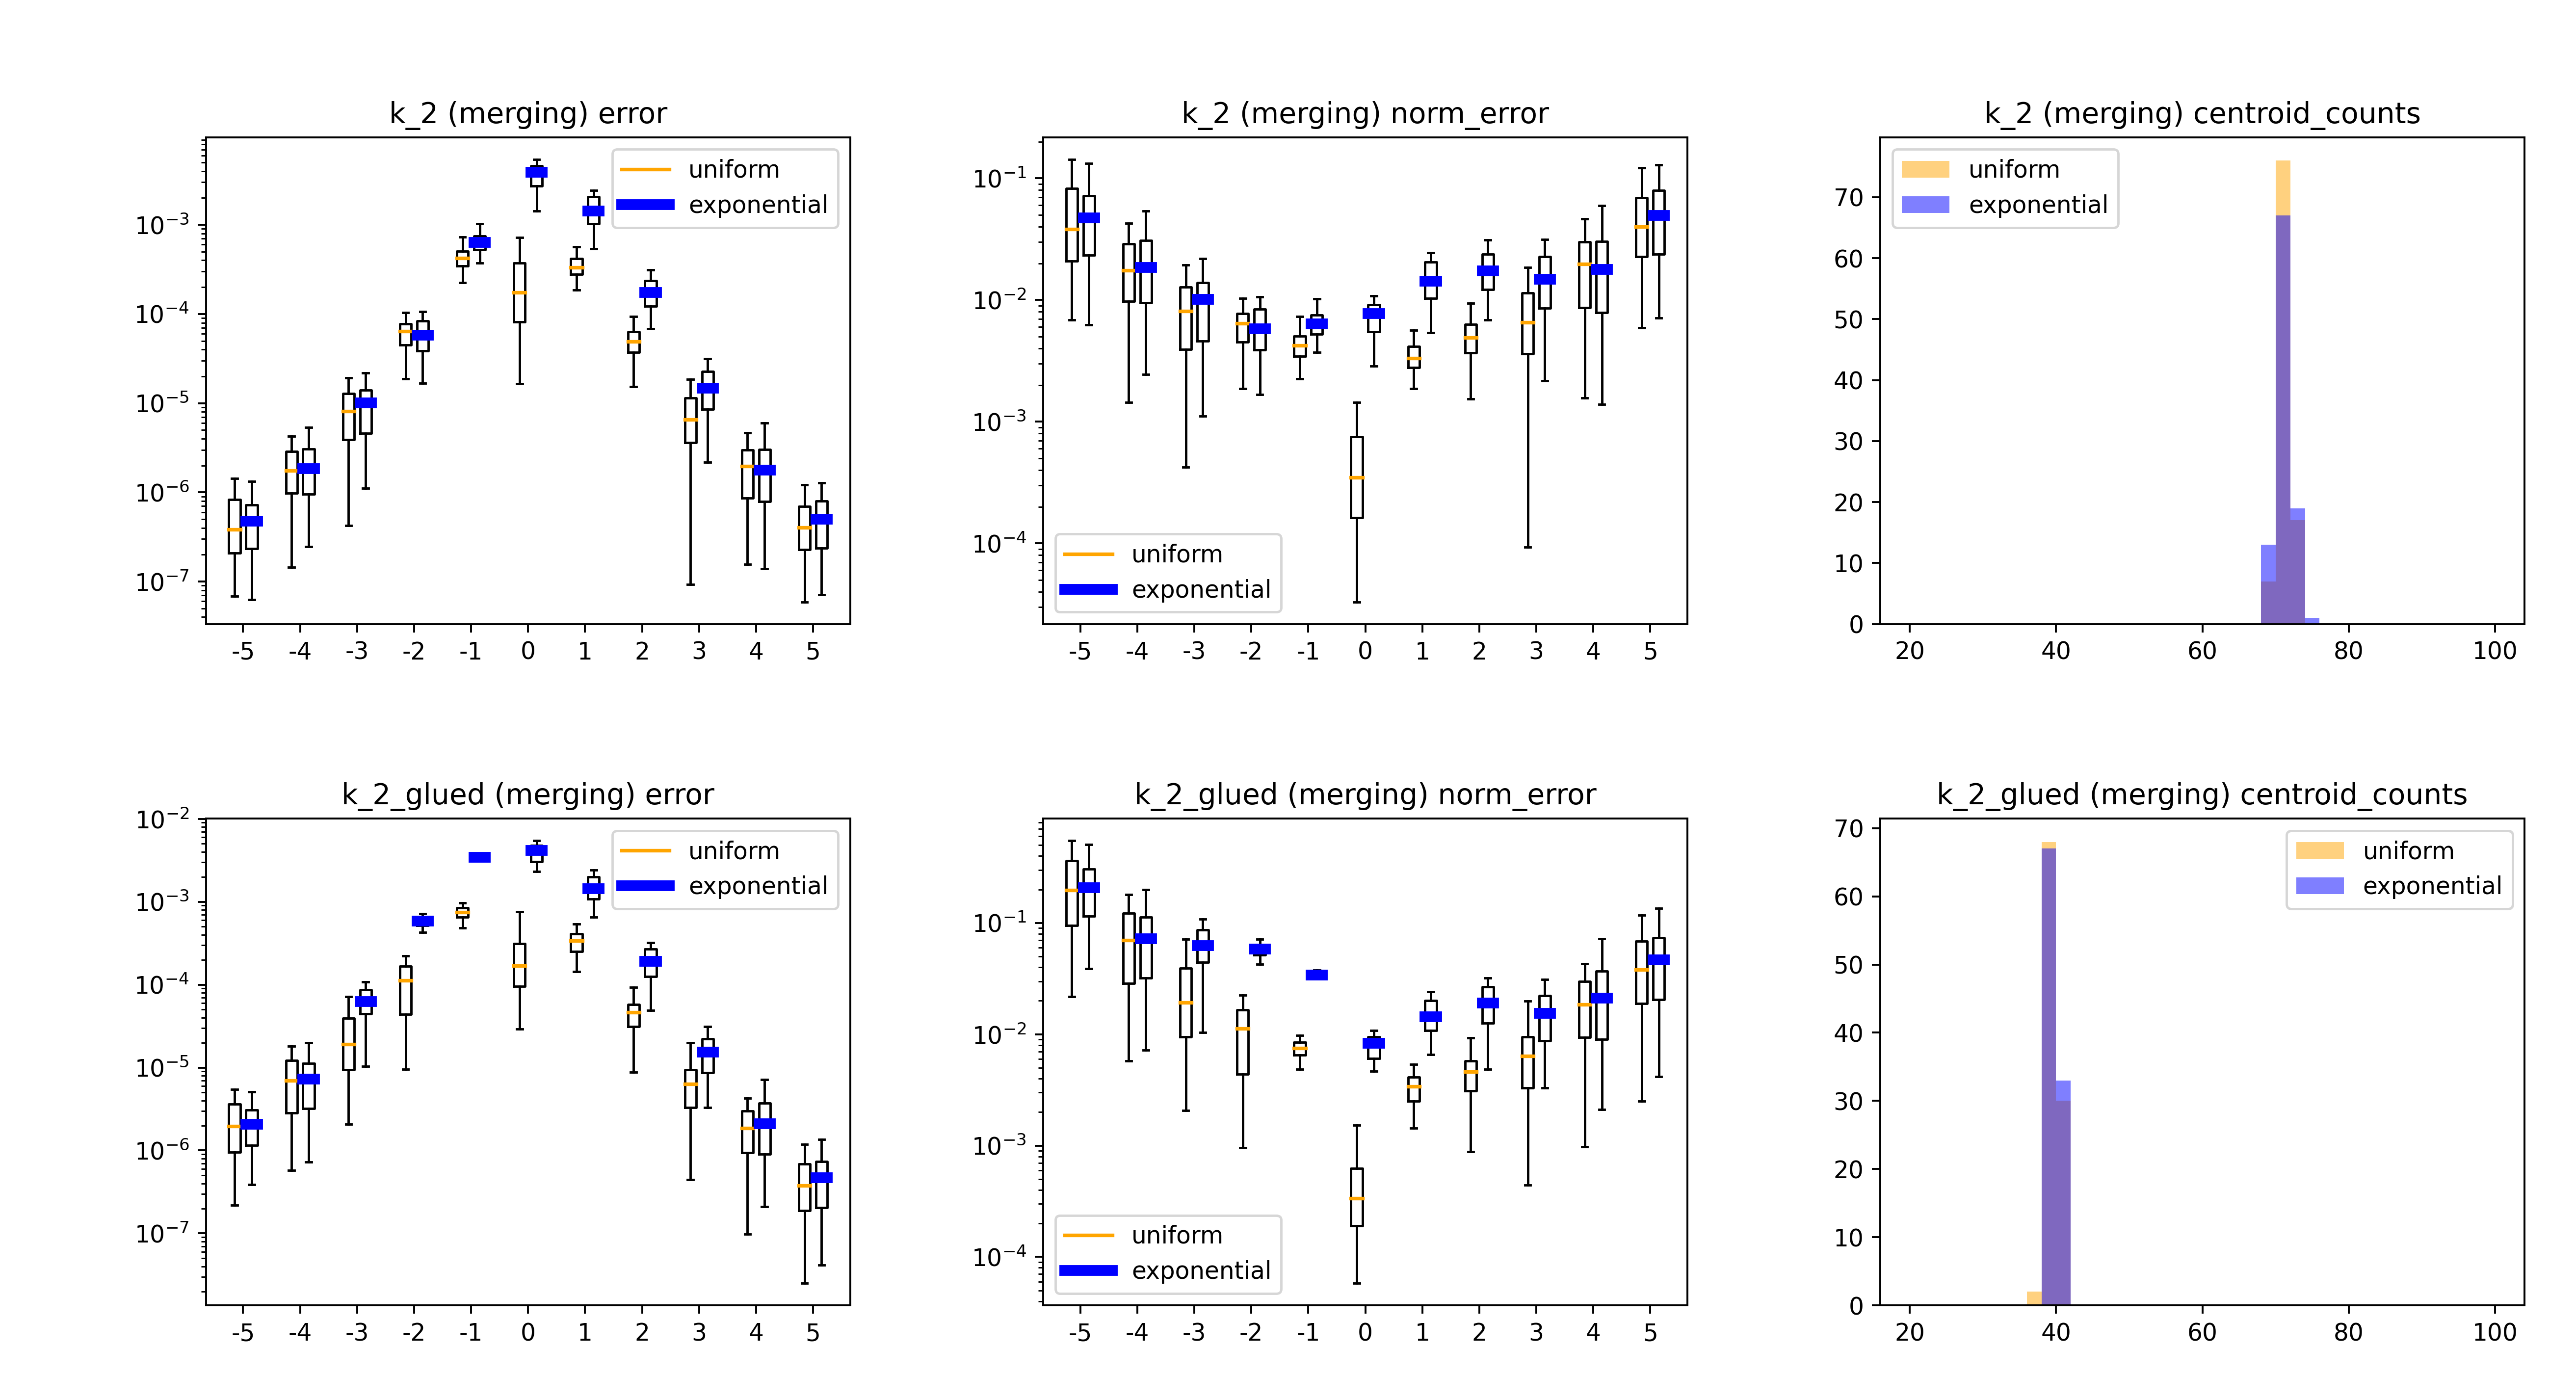 k_2 (merging) error
10⁻³
10⁻⁴
10⁻⁵
10⁻⁶
10⁻⁷
-5 -4 -3 -2 -1 0 1 2 3 4 5
uniform
exponential
k_2 (merging) norm_error
10⁻¹
10⁻²
10⁻³
10⁻⁴
-5 -4 -3 -2 -1 0 1 2 3 4 5
uniform
exponential
k_2 (merging) centroid_counts
70
60
50
40
30
20
10
0
20 40 60 80 100
uniform
exponential
k_2_glued (merging) error
10⁻²
10⁻³
10⁻⁴
10⁻⁵
10⁻⁶
10⁻⁷
-5 -4 -3 -2 -1 0 1 2 3 4 5
uniform
exponential
k_2_glued (merging) norm_error
10⁻¹
10⁻²
10⁻³
10⁻⁴
-5 -4 -3 -2 -1 0 1 2 3 4 5
uniform
exponential
k_2_glued (merging) centroid_counts
70
60
50
40
30
20
10
0
20 40 60 80 100
uniform
exponential